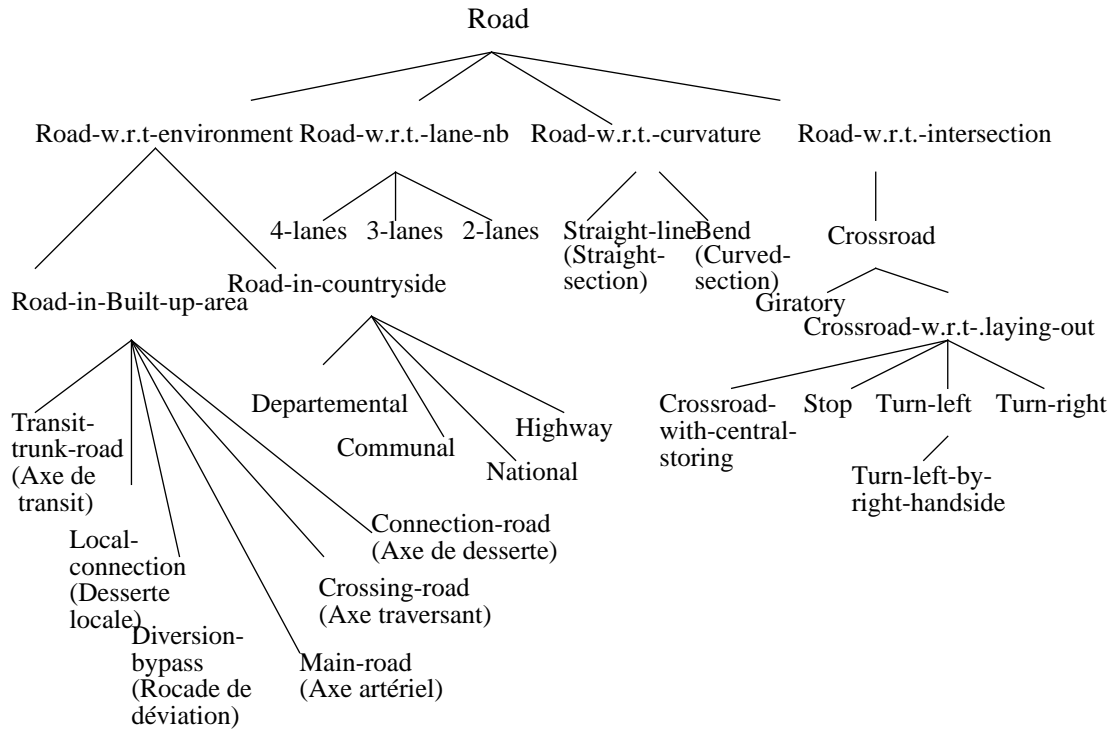 Road
Road-w.r.t-environment
Road-w.r.t.-lane-nb
Road-w.r.t.-curvature
Road-w.r.t.-intersection
4-lanes
3-lanes
2-lanes
Straight-line
(Straight-
section)
Bend
(Curved-
section)
Crossroad
Road-in-countryside
Road-in-Built-up-area
Giratory
Crossroad-w.r.t-.laying-out
Departemental
Communal
National
Highway
Crossroad-
with-central-
storing
Stop
Turn-left
Turn-right
Turn-left-by-
right-handside
Transit-
trunk-road
(Axe de
transit)
Local-
connection
(Desserte
locale)
Diversion-
bypass
(Rocade de
déviation)
Main-road
(Axe artériel)
Crossing-road
(Axe traversant)
Connection-road
(Axe de desserte)